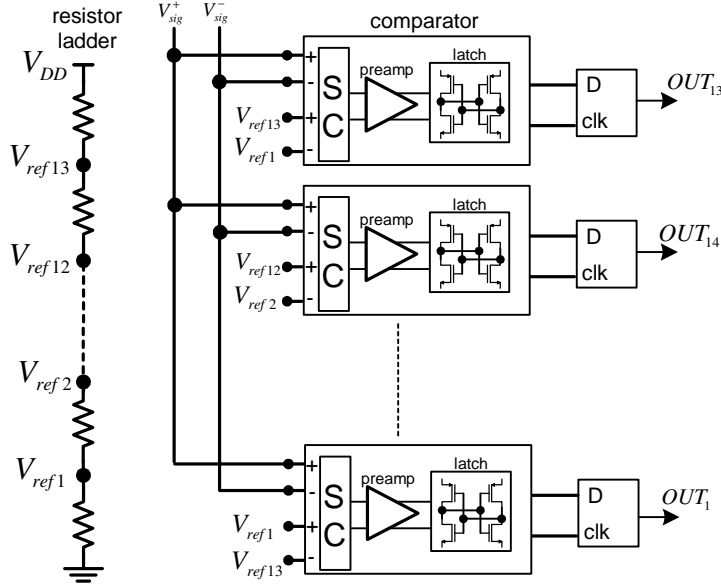 resistor
ladder
V_DD
V_ref13
V_ref12
V_ref2
V_ref1
V_sig^+ V_sig^-
comparator
+
-
V_ref13 +
V_ref1 -
S
C
preamp
latch
D
clk
OUT_13
+
-
V_ref12 +
V_ref2 -
S
C
preamp
latch
D
clk
OUT_14
+
-
V_ref1 +
V_ref13 -
S
C
preamp
latch
D
clk
OUT_1